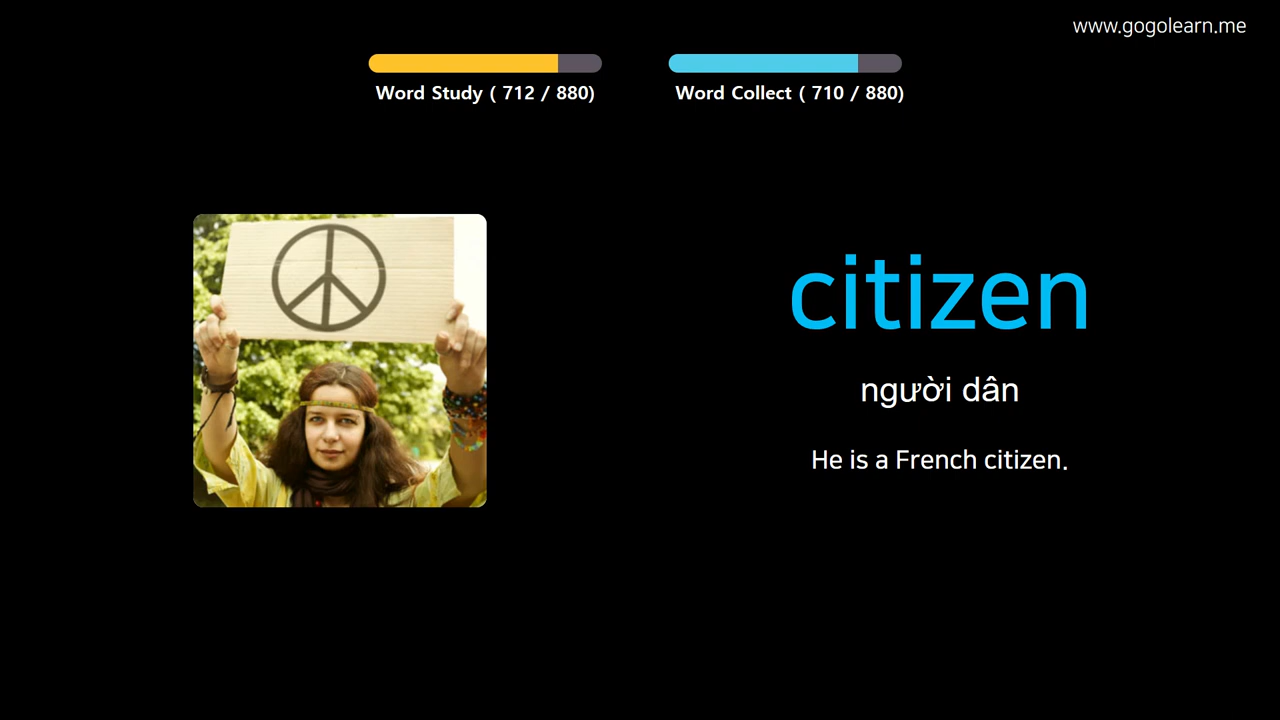 www.gogolearn.me
Word Study ( 712 / 880)
Word Collect ( 710 / 880)
citizen
người dân
He is a French citizen.